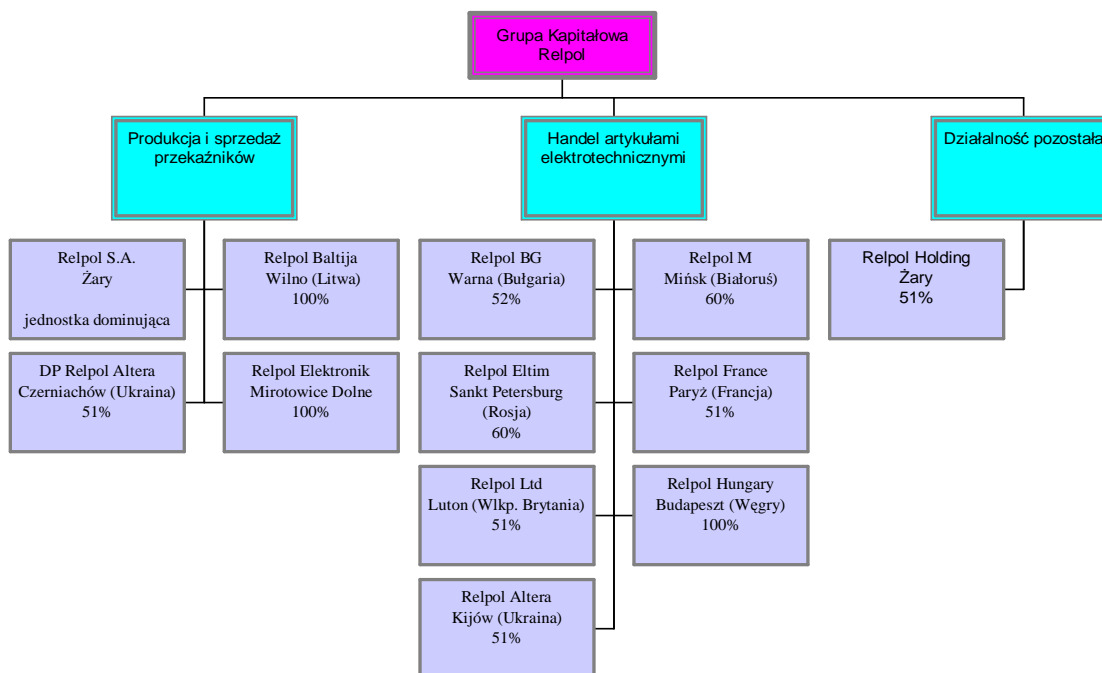 Grupa Kapitałowa
Relpol
Produkcja i sprzedaż
przekaźników
Handel artykułami
elektrotechnicznymi
Działalność pozostała
Relpol S.A.
Żary
jednostka dominująca
Relpol Baltija
Wilno (Litwa)
100%
DP Relpol Altera
Czerniachów (Ukraina)
51%
Relpol Elektronik
Mirotowice Dolne
100%
Relpol BG
Warna (Bułgaria)
52%
Relpol M
Mińsk (Białoruś)
60%
Relpol Eltim
Sankt Petersburg
(Rosja)
60%
Relpol France
Paryż (Francja)
51%
Relpol Ltd
Luton (Wlkp. Brytania)
51%
Relpol Hungary
Budapeszt (Węgry)
100%
Relpol Altera
Kijów (Ukraina)
51%
Relpol Holding
Żary
51%